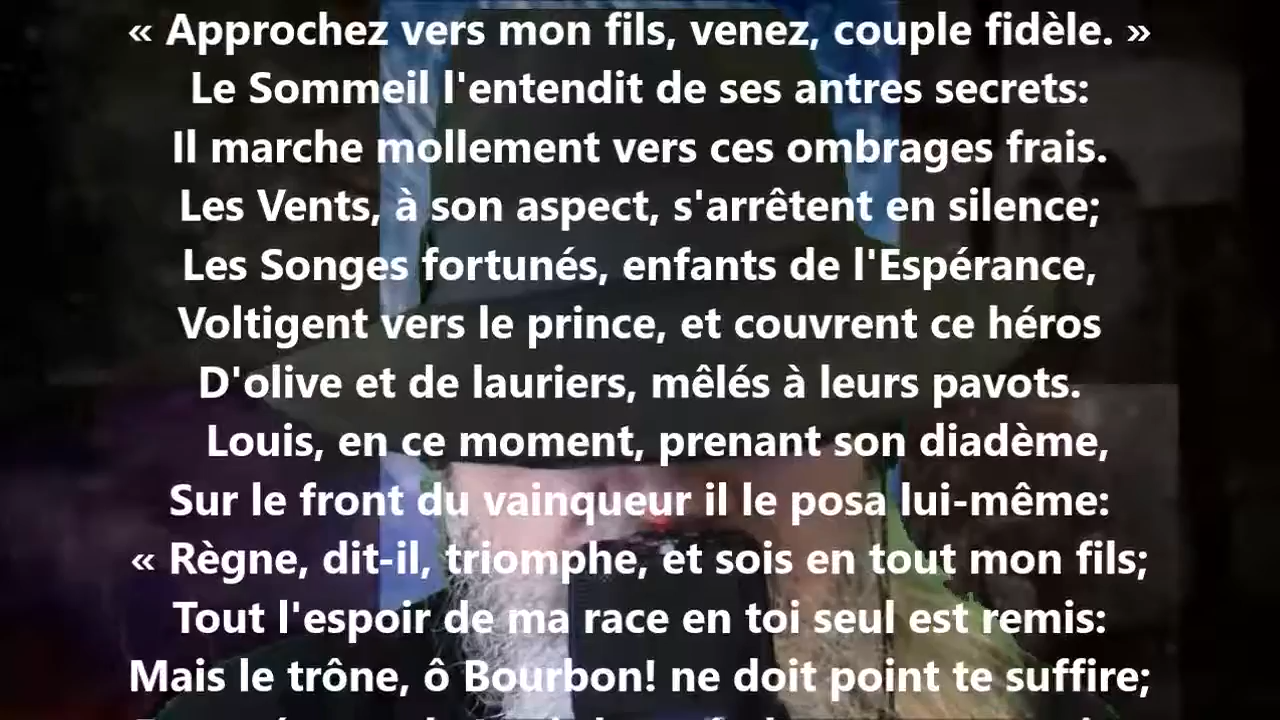 « Approchez vers mon fils, venez, couple fidèle. »
Le Sommeil l'entendit de ses antres secrets:
Il marche mollement vers ces ombrages frais.
Les Vents, à son aspect, s'arrêtent en silence;
Les Songes fortunés, enfants de l'Espérance,
Voltigent vers le prince, et couvrent ce héros
D'olive et de lauriers, mêlés à leurs pavots.
Louis, en ce moment, prenant son diadème,
Sur le front du vainqueur il le posa lui-même:
« Règne, dit-il, triomphe, et sois en tout mon fils;
Tout l'espoir de ma race en toi seul est remis:
Mais le trône, ô Bourbon! ne doit point te suffire;